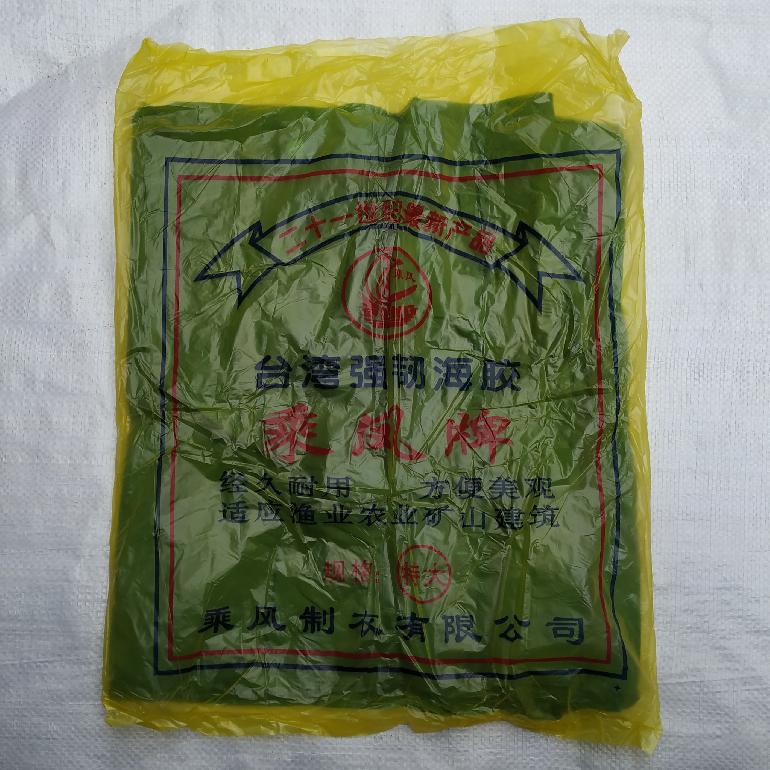 二十一世纪最新产品
乘风
台湾强韧海胶
乘风牌
经久耐用 方便美观
适应渔业农业矿山建筑
规格：特大
乘风制衣有限公司